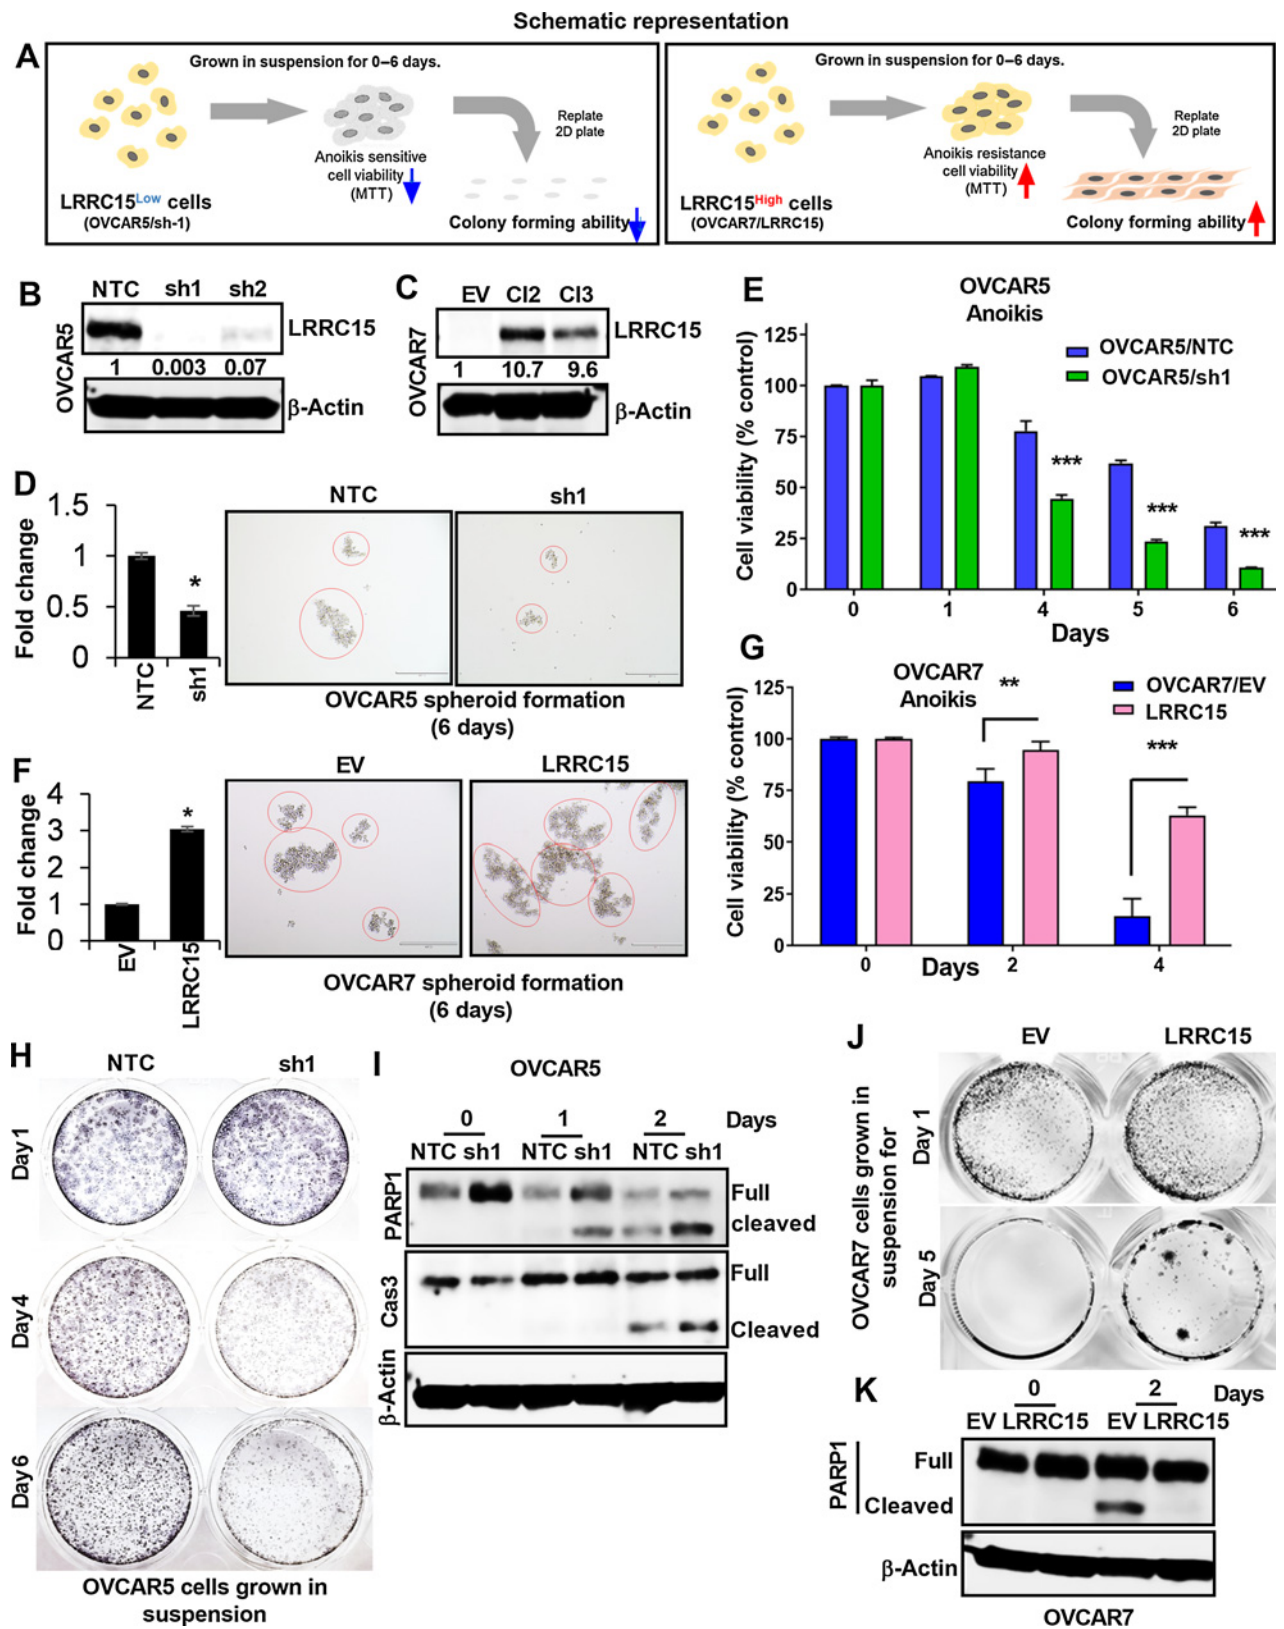 Schematic representation
A
Grown in suspension for 0–6 days.
Replate
2D plate
Anoikis sensitive
cell viability
(MTT)
LRRC15Low cells
(OVCAR5/sh-1)
Colony forming ability
Grown in suspension for 0–6 days.
Replate
2D plate
Anoikis resistance
cell viability
(MTT)
LRRC15High cells
(OVCAR7/LRRC15)
Colony forming ability
B
NTC sh1 sh2
OVCAR5
LRRC15
1 0.003 0.07
β-Actin
C
EV Cl2 Cl3
OVCAR7
LRRC15
1 10.7 9.6
β-Actin
D
Fold change
1.5
1
0.5
0
*
NTC
sh1
NTC
sh1
OVCAR5 spheroid formation
(6 days)
E
OVCAR5
Anoikis
OVCAR5/NTC
OVCAR5/sh1
Cell viability (% control)
125
100
75
50
25
0
***
***
***
0 1 4 5 6
Days
F
Fold change
4
3
2
1
0
*
EV
LRRC15
EV
LRRC15
OVCAR7 spheroid formation
(6 days)
G
OVCAR7
Anoikis
OVCAR7/EV
LRRC15
Cell viability (% control)
125
100
75
50
25
0
**
***
0 2 4
Days
H
NTC sh1
Day 1
Day 4
Day 6
OVCAR5 cells grown in
suspension
I
OVCAR5
0 1 2 Days
NTC sh1 NTC sh1 NTC sh1
PARP1
Full
cleaved
Cas3
Full
Cleaved
β-Actin
J
EV LRRC15
OVCAR7 cells grown in
suspension for
Day 1
Day 5
K
0 2 Days
EV LRRC15 EV LRRC15
PARP1
Full
Cleaved
β-Actin
OVCAR7